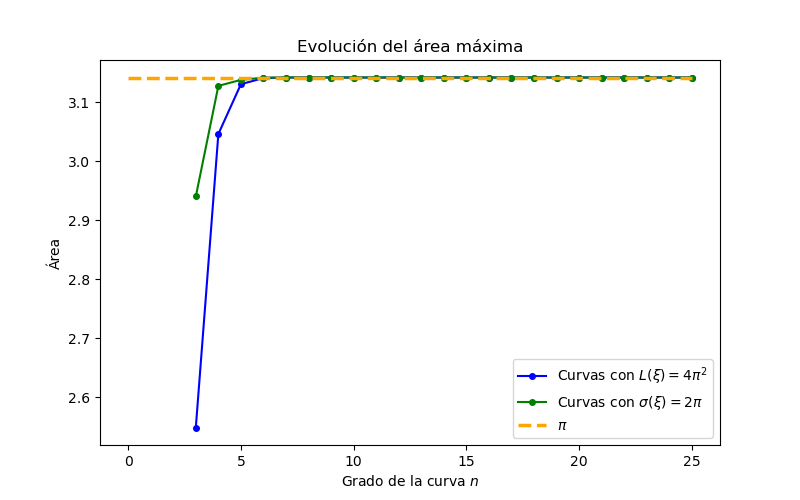 Evolución del área máxima
Área
3.1
3.0
2.9
2.8
2.7
2.6
0 5 10 15 20 25
Grado de la curva n
Curvas con L(ξ) = 4π²
Curvas con σ(ξ) = 2π
π